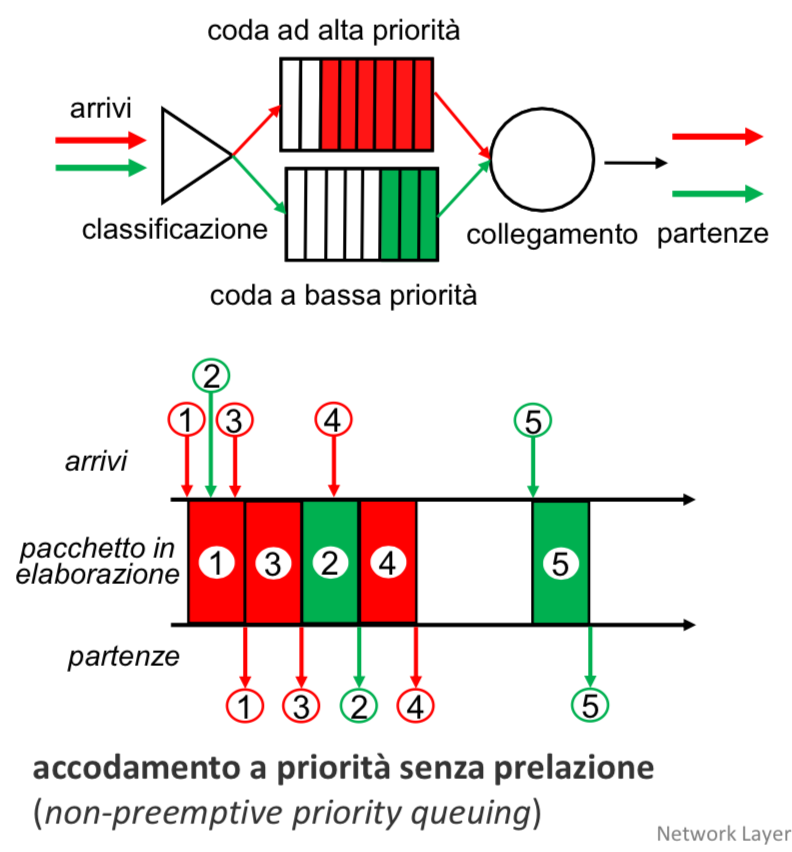 coda ad alta priorità
arrivi
classificazione
collegamento
partenze
coda a bassa priorità
2
1 3 4 5
arrivi
pacchetto in
elaborazione
1 3 2 4 5
partenze
1 3 2 4 5
accodamento a priorità senza prelazione
(non-preemptive priority queuing)
Network Layer